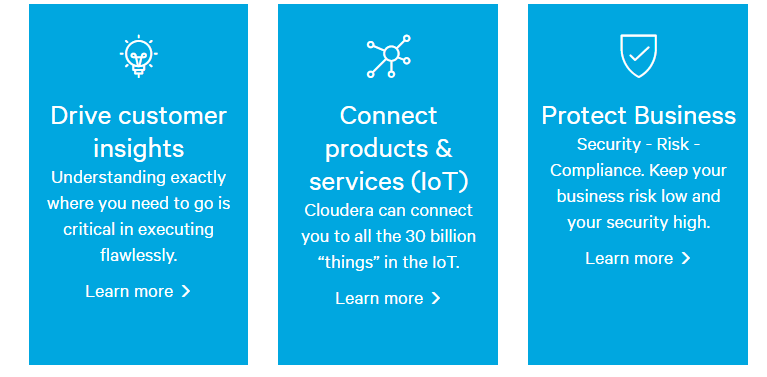 Drive customer
insights
Understanding exactly
where you need to go is
critical in executing
flawlessly.
Learn more
Connect
products &
services (IoT)
Cloudera can connect
you to all the 30 billion
“things” in the IoT.
Learn more
Protect Business
Security - Risk -
Compliance. Keep your
business risk low and
your security high.
Learn more